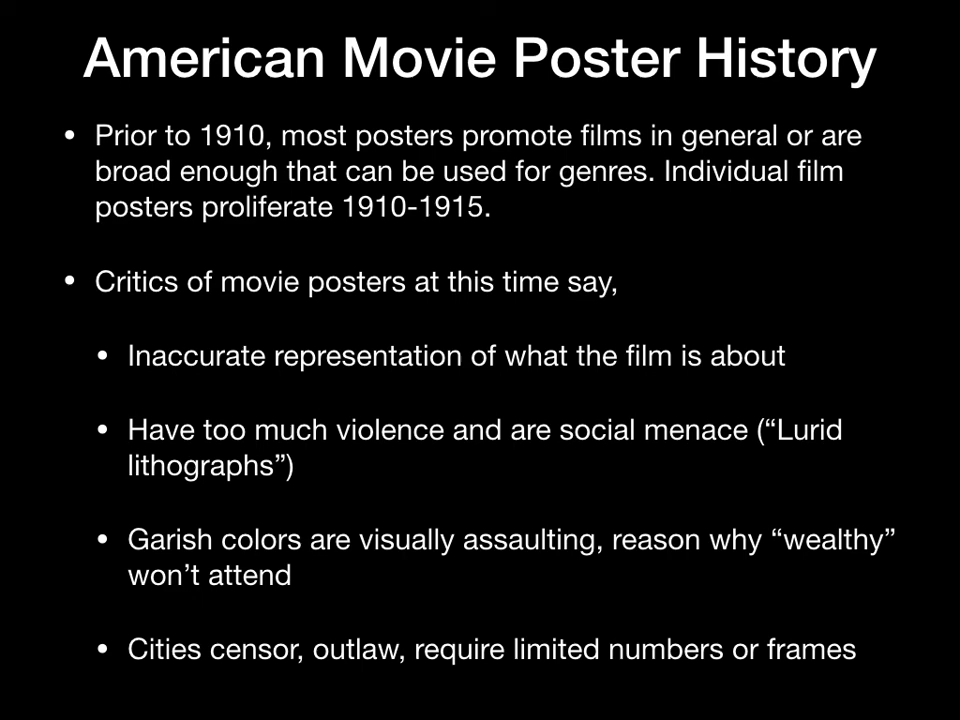 American Movie Poster History
• Prior to 1910, most posters promote films in general or are
broad enough that can be used for genres. Individual film
posters proliferate 1910-1915.
• Critics of movie posters at this time say,
• Inaccurate representation of what the film is about
• Have too much violence and are social menace (“Lurid
lithographs”)
• Garish colors are visually assaulting, reason why “wealthy”
won’t attend
• Cities censor, outlaw, require limited numbers or frames